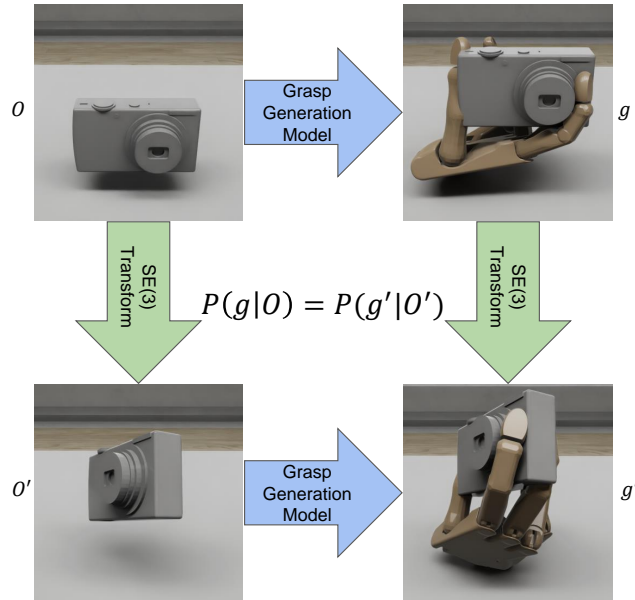 O
Grasp
Generation
Model
g
SE(3)
Transform
P(g|O) = P(g′|O′)
SE(3)
Transform
O′
Grasp
Generation
Model
g′